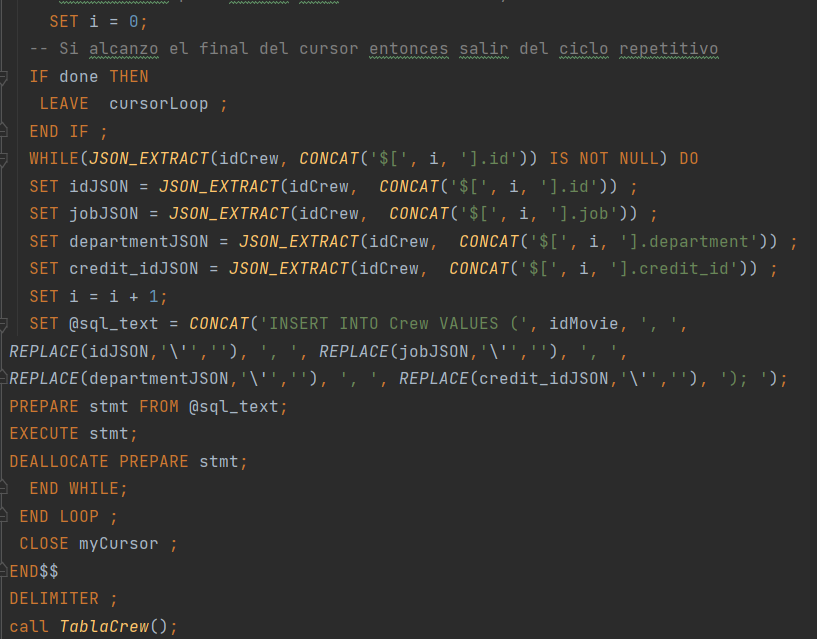 SET i = 0;
-- Si alcanzo el final del cursor entonces salir del ciclo repetitivo
IF done THEN
LEAVE  cursorLoop ;
END IF ;
WHILE(JSON_EXTRACT(idCrew, CONCAT('$[', i, '].id')) IS NOT NULL) DO
SET idJSON = JSON_EXTRACT(idCrew,  CONCAT('$[', i, '].id')) ;
SET jobJSON = JSON_EXTRACT(idCrew,  CONCAT('$[', i, '].job')) ;
SET departmentJSON = JSON_EXTRACT(idCrew,  CONCAT('$[', i, '].department')) ;
SET credit_idJSON = JSON_EXTRACT(idCrew,  CONCAT('$[', i, '].credit_id')) ;
SET i = i + 1;
SET @sql_text = CONCAT('INSERT INTO Crew VALUES (', idMovie, ', ',
REPLACE(idJSON,'\'',''), ', ', REPLACE(jobJSON,'\'',''), ', ',
REPLACE(departmentJSON,'\'',''), ', ', REPLACE(credit_idJSON,'\'',''), '); ');
PREPARE stmt FROM @sql_text;
EXECUTE stmt;
DEALLOCATE PREPARE stmt;
END WHILE;
END LOOP ;
CLOSE myCursor ;
END$$
DELIMITER ;
call TablaCrew();